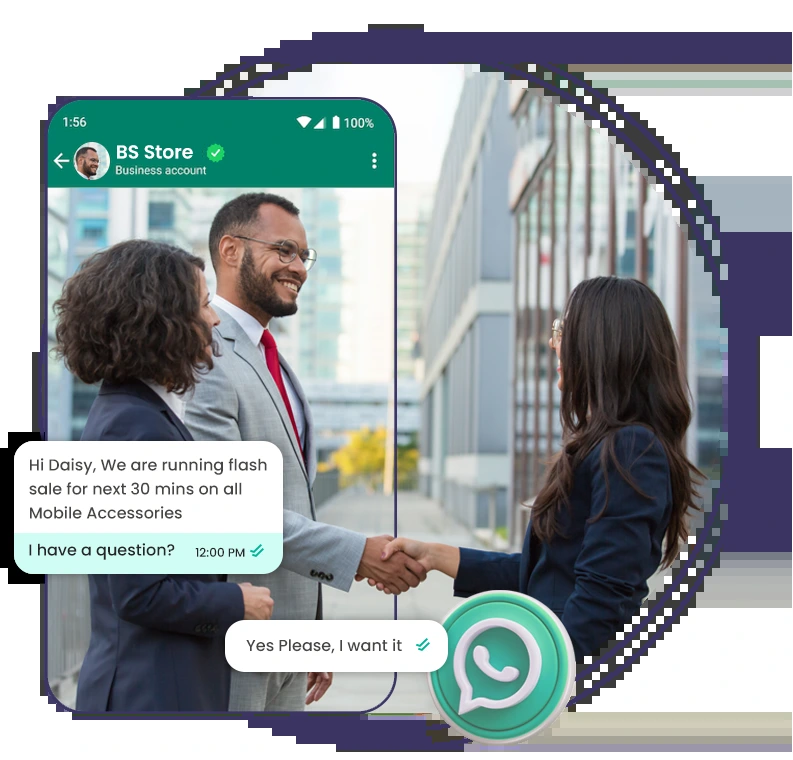 1:56
100%
BS Store
Business account
Hi Daisy, We are running flash
sale for next 30 mins on all
Mobile Accessories
I have a question?
12:00 PM
Yes Please, I want it